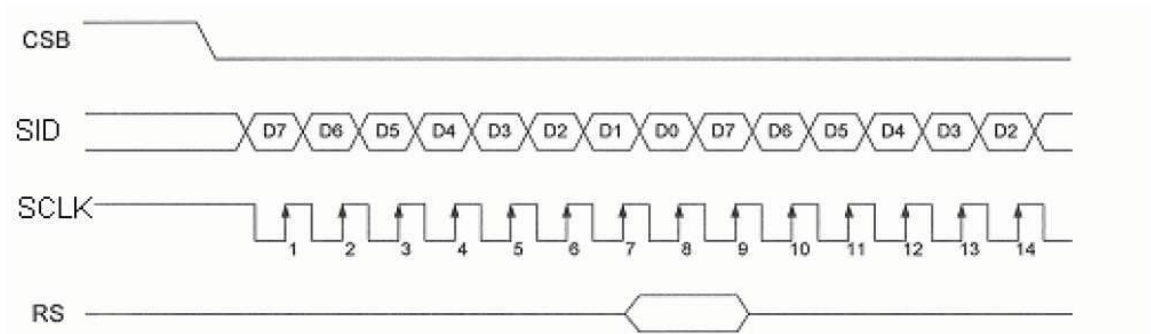 CSB
SID D7 D6 D5 D4 D3 D2 D1 D0 D7 D6 D5 D4 D3 D2
SCLK
1 2 3 4 5 6 7 8 9 10 11 12 13 14
RS